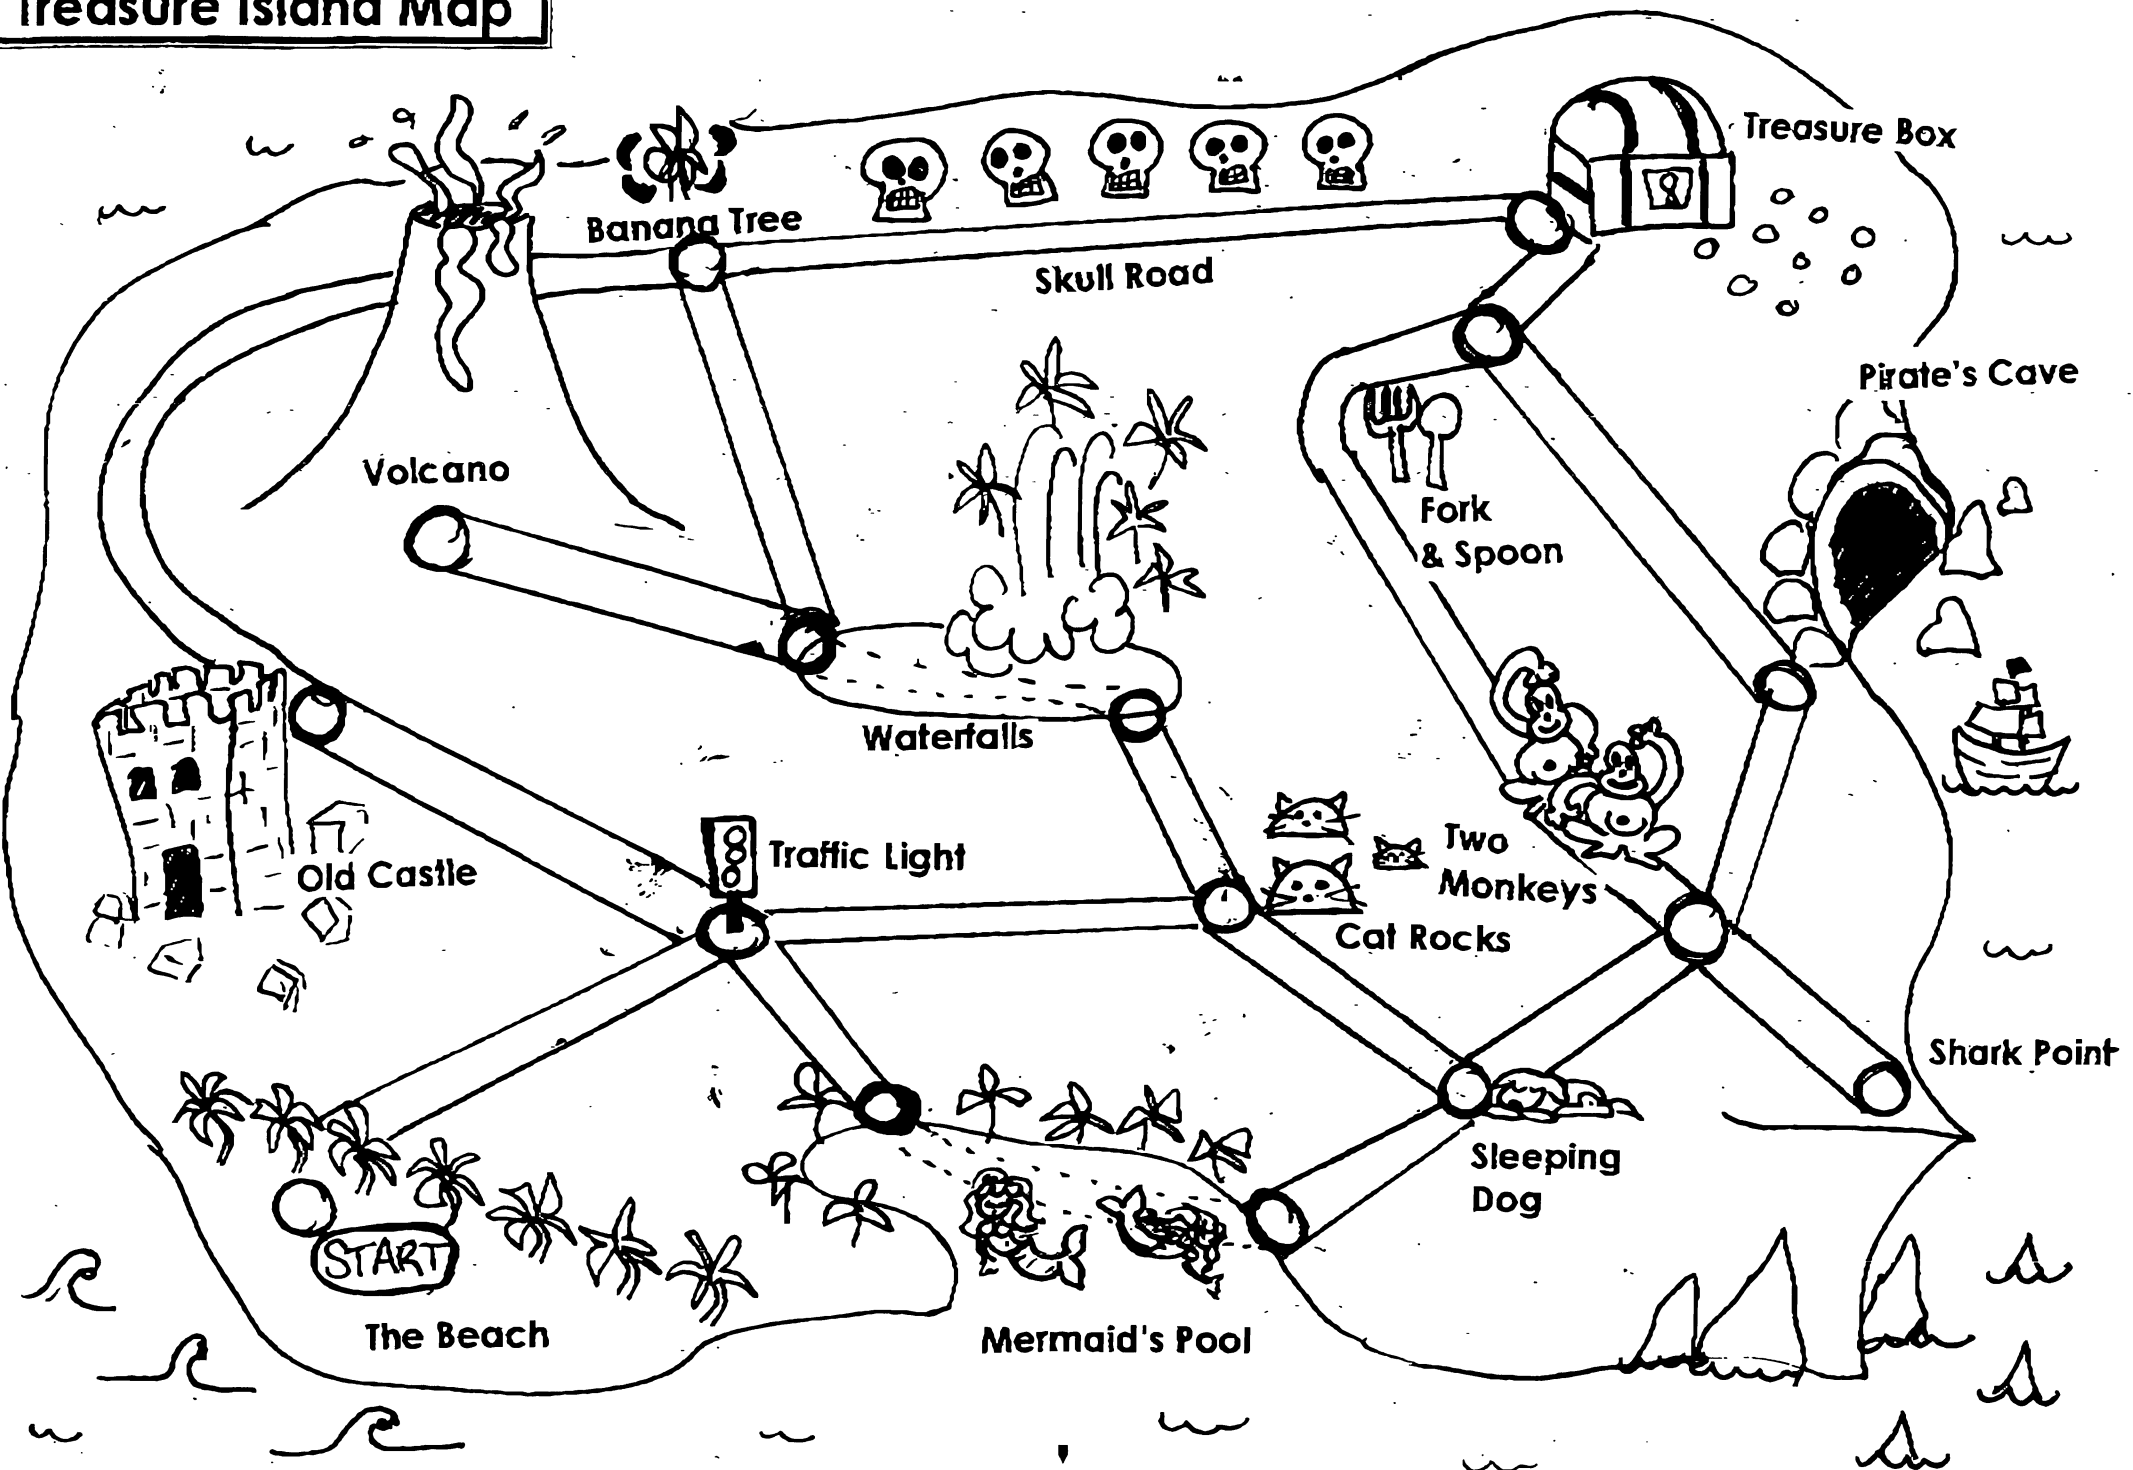 Treasure Island Map
Treasure Box
Banana Tree
Skull Road
Pirate's Cave
Volcano
Fork
& Spoon
Waterfalls
Traffic Light
Two
Monkeys
Old Castle
Cat Rocks
Shark Point
Sleeping
Dog
START
The Beach
Mermaid's Pool